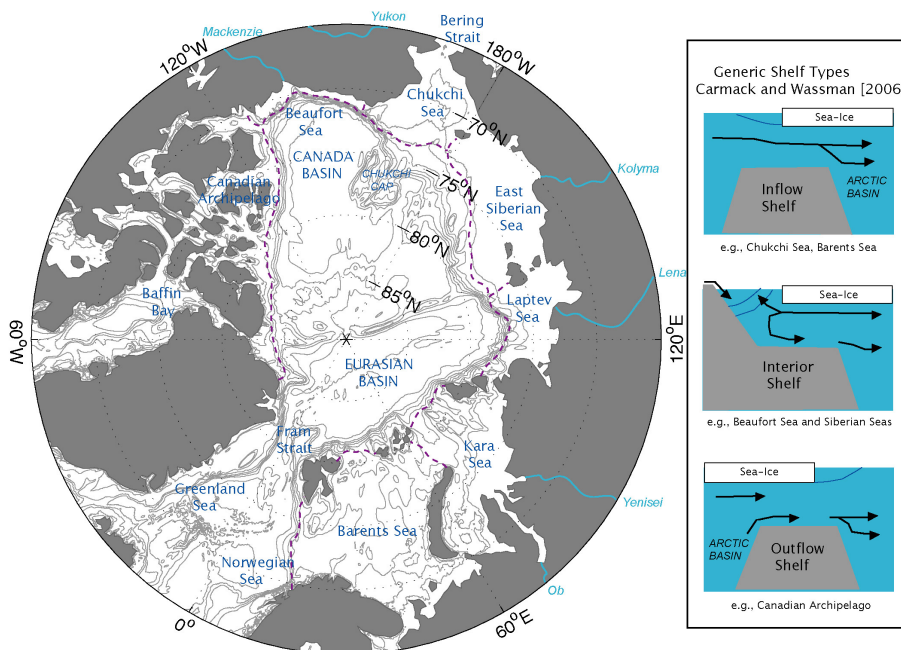 Yukon
Bering
Strait
Mackenzie
120°W
180°W
Chukchi
Sea
Beaufort
Sea
70°N
CANADA
BASIN
CHUKCHI
CAP
75°N
Kolyma
Canadian
Archipelago
East
Siberian
Sea
80°N
Lena
85°N
Baffin
Bay
Laptev
Sea
60°W
120°E
EURASIAN
BASIN
Fram
Strait
Kara
Sea
Greenland
Sea
Yenisei
Barents Sea
Norwegian
Sea
Ob
0°
60°E
Generic Shelf Types
Carmack and Wassman [2006]
Sea-Ice
Inflow
Shelf
ARCTIC
BASIN
e.g., Chukchi Sea, Barents Sea
Sea-Ice
Interior
Shelf
e.g., Beaufort Sea and Siberian Seas
Sea-Ice
ARCTIC
BASIN
Outflow
Shelf
e.g., Canadian Archipelago